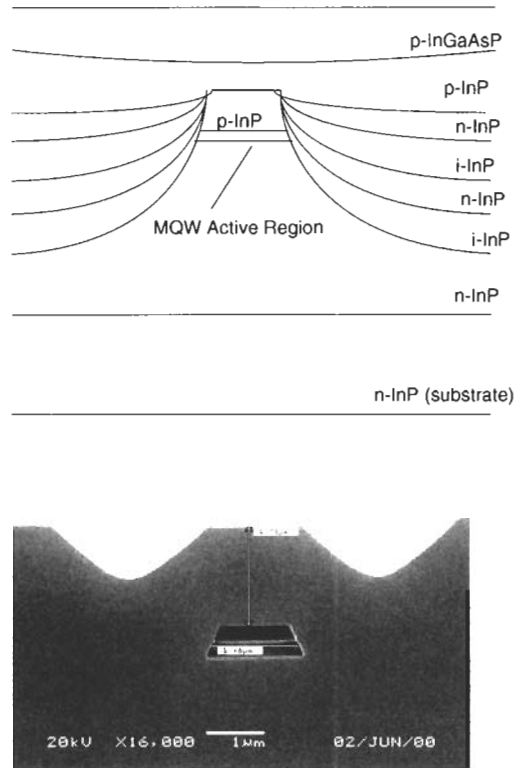 p-InGaAsP
p-InP
p-InP
n-InP
i-InP
n-InP
MQW Active Region
i-InP
n-InP
n-InP (substrate)
20kU X16,000 1µm 02/JUN/00